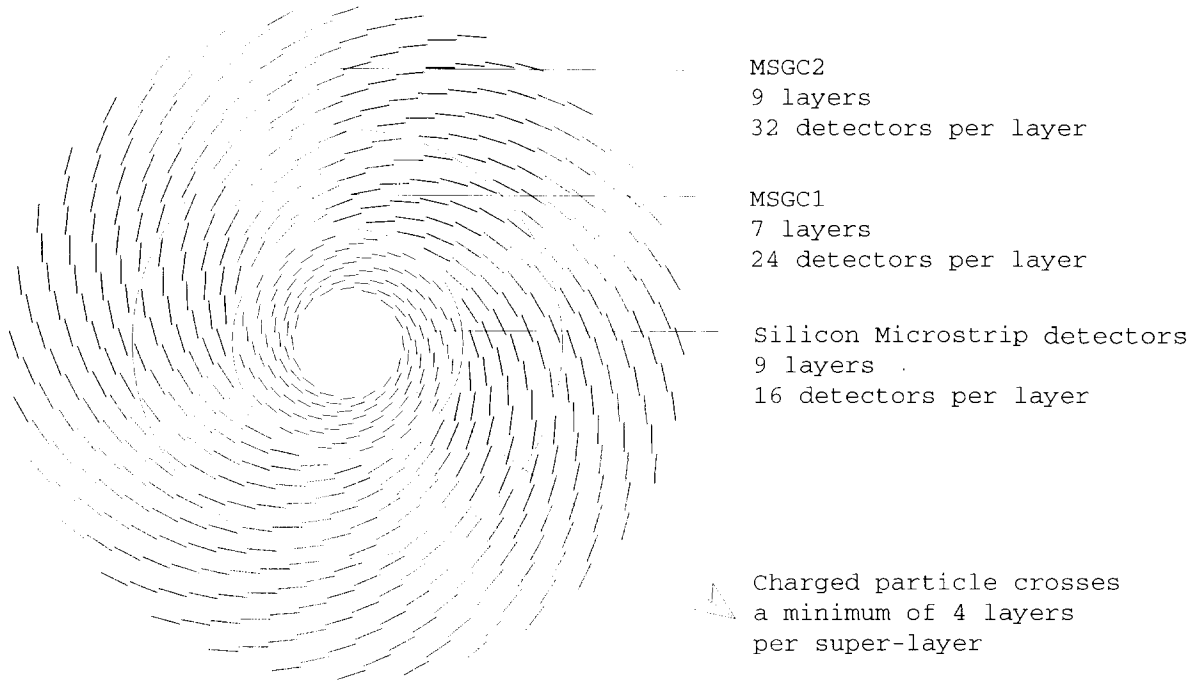 MSGC2
9 layers
32 detectors per layer
MSGC1
7 layers
24 detectors per layer
Silicon Microstrip detectors
9 layers
16 detectors per layer
Charged particle crosses
a minimum of 4 layers
per super-layer